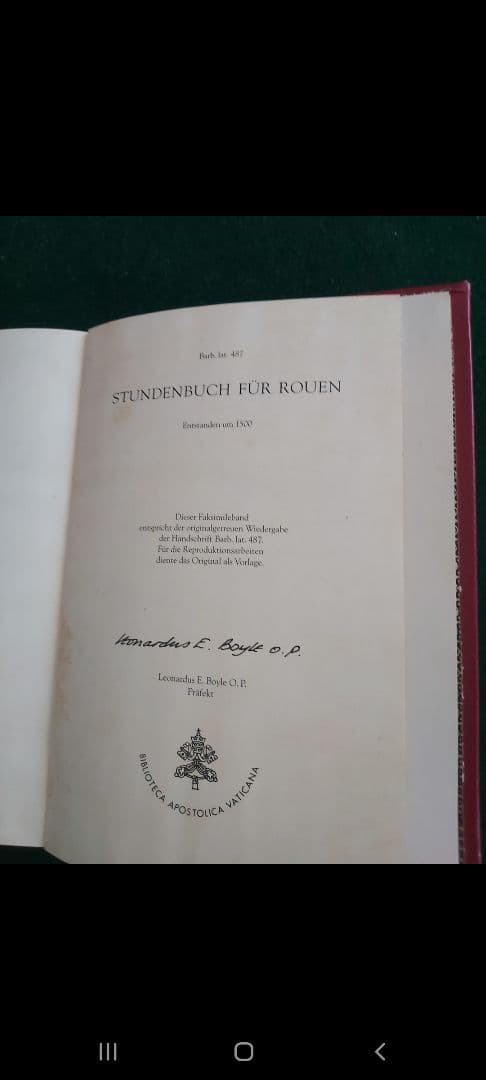 Barb. lat. 487
STUNDENBUCH FÜR ROUEN
Entstanden um 1500
Dieser Faksimileband
entspricht der originalgetreuen Wiedergabe
der Handschrift Barb. lat. 487.
Für die Reproduktionsarbeiten
diente das Original als Vorlage.
Leonardus E. Boyle O.P.
Leonardus E. Boyle O. P.
Präfekt
BIBLIOTECA APOSTOLICA VATICANA